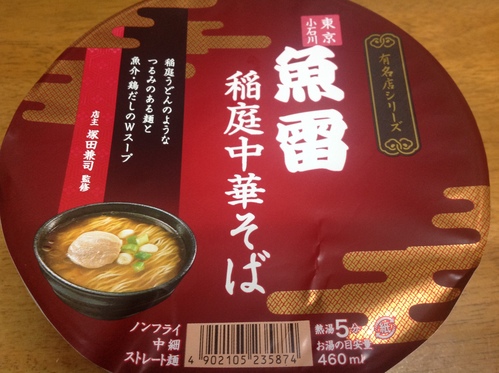 有名店シリーズ
東京
小石川
魚雷
稲庭中華そば
稲庭うどんのような
つるみのある麺と
魚介・鶏だしのWスープ
店主 塚田兼司 監修
ノンフライ
中細
ストレート麺
4 902105 235874
熱湯5分
お湯の目安量
460ml
紙